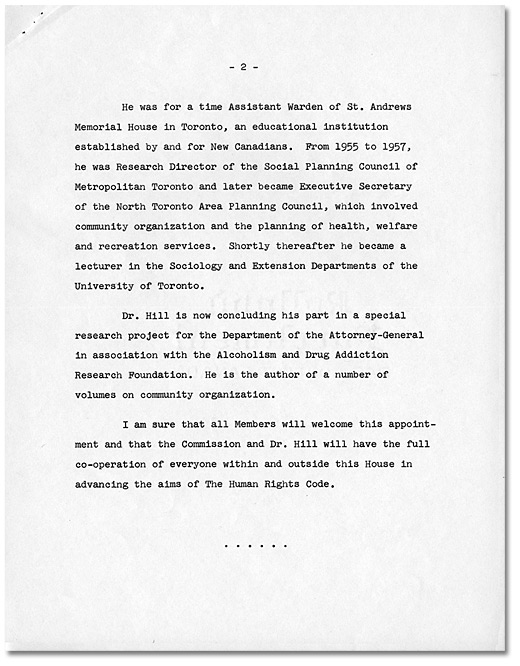 - 2 -
He was for a time Assistant Warden of St. Andrews
Memorial House in Toronto, an educational institution
established by and for New Canadians.  From 1955 to 1957,
he was Research Director of the Social Planning Council of
Metropolitan Toronto and later became Executive Secretary
of the North Toronto Area Planning Council, which involved
community organization and the planning of health, welfare
and recreation services.  Shortly thereafter he became a
lecturer in the Sociology and Extension Departments of the
University of Toronto.
Dr. Hill is now concluding his part in a special
research project for the Department of the Attorney-General
in association with the Alcoholism and Drug Addiction
Research Foundation.  He is the author of a number of
volumes on community organization.
I am sure that all Members will welcome this appoint-
ment and that the Commission and Dr. Hill will have the full
co-operation of everyone within and outside this House in
advancing the aims of The Human Rights Code.
. . . . . .